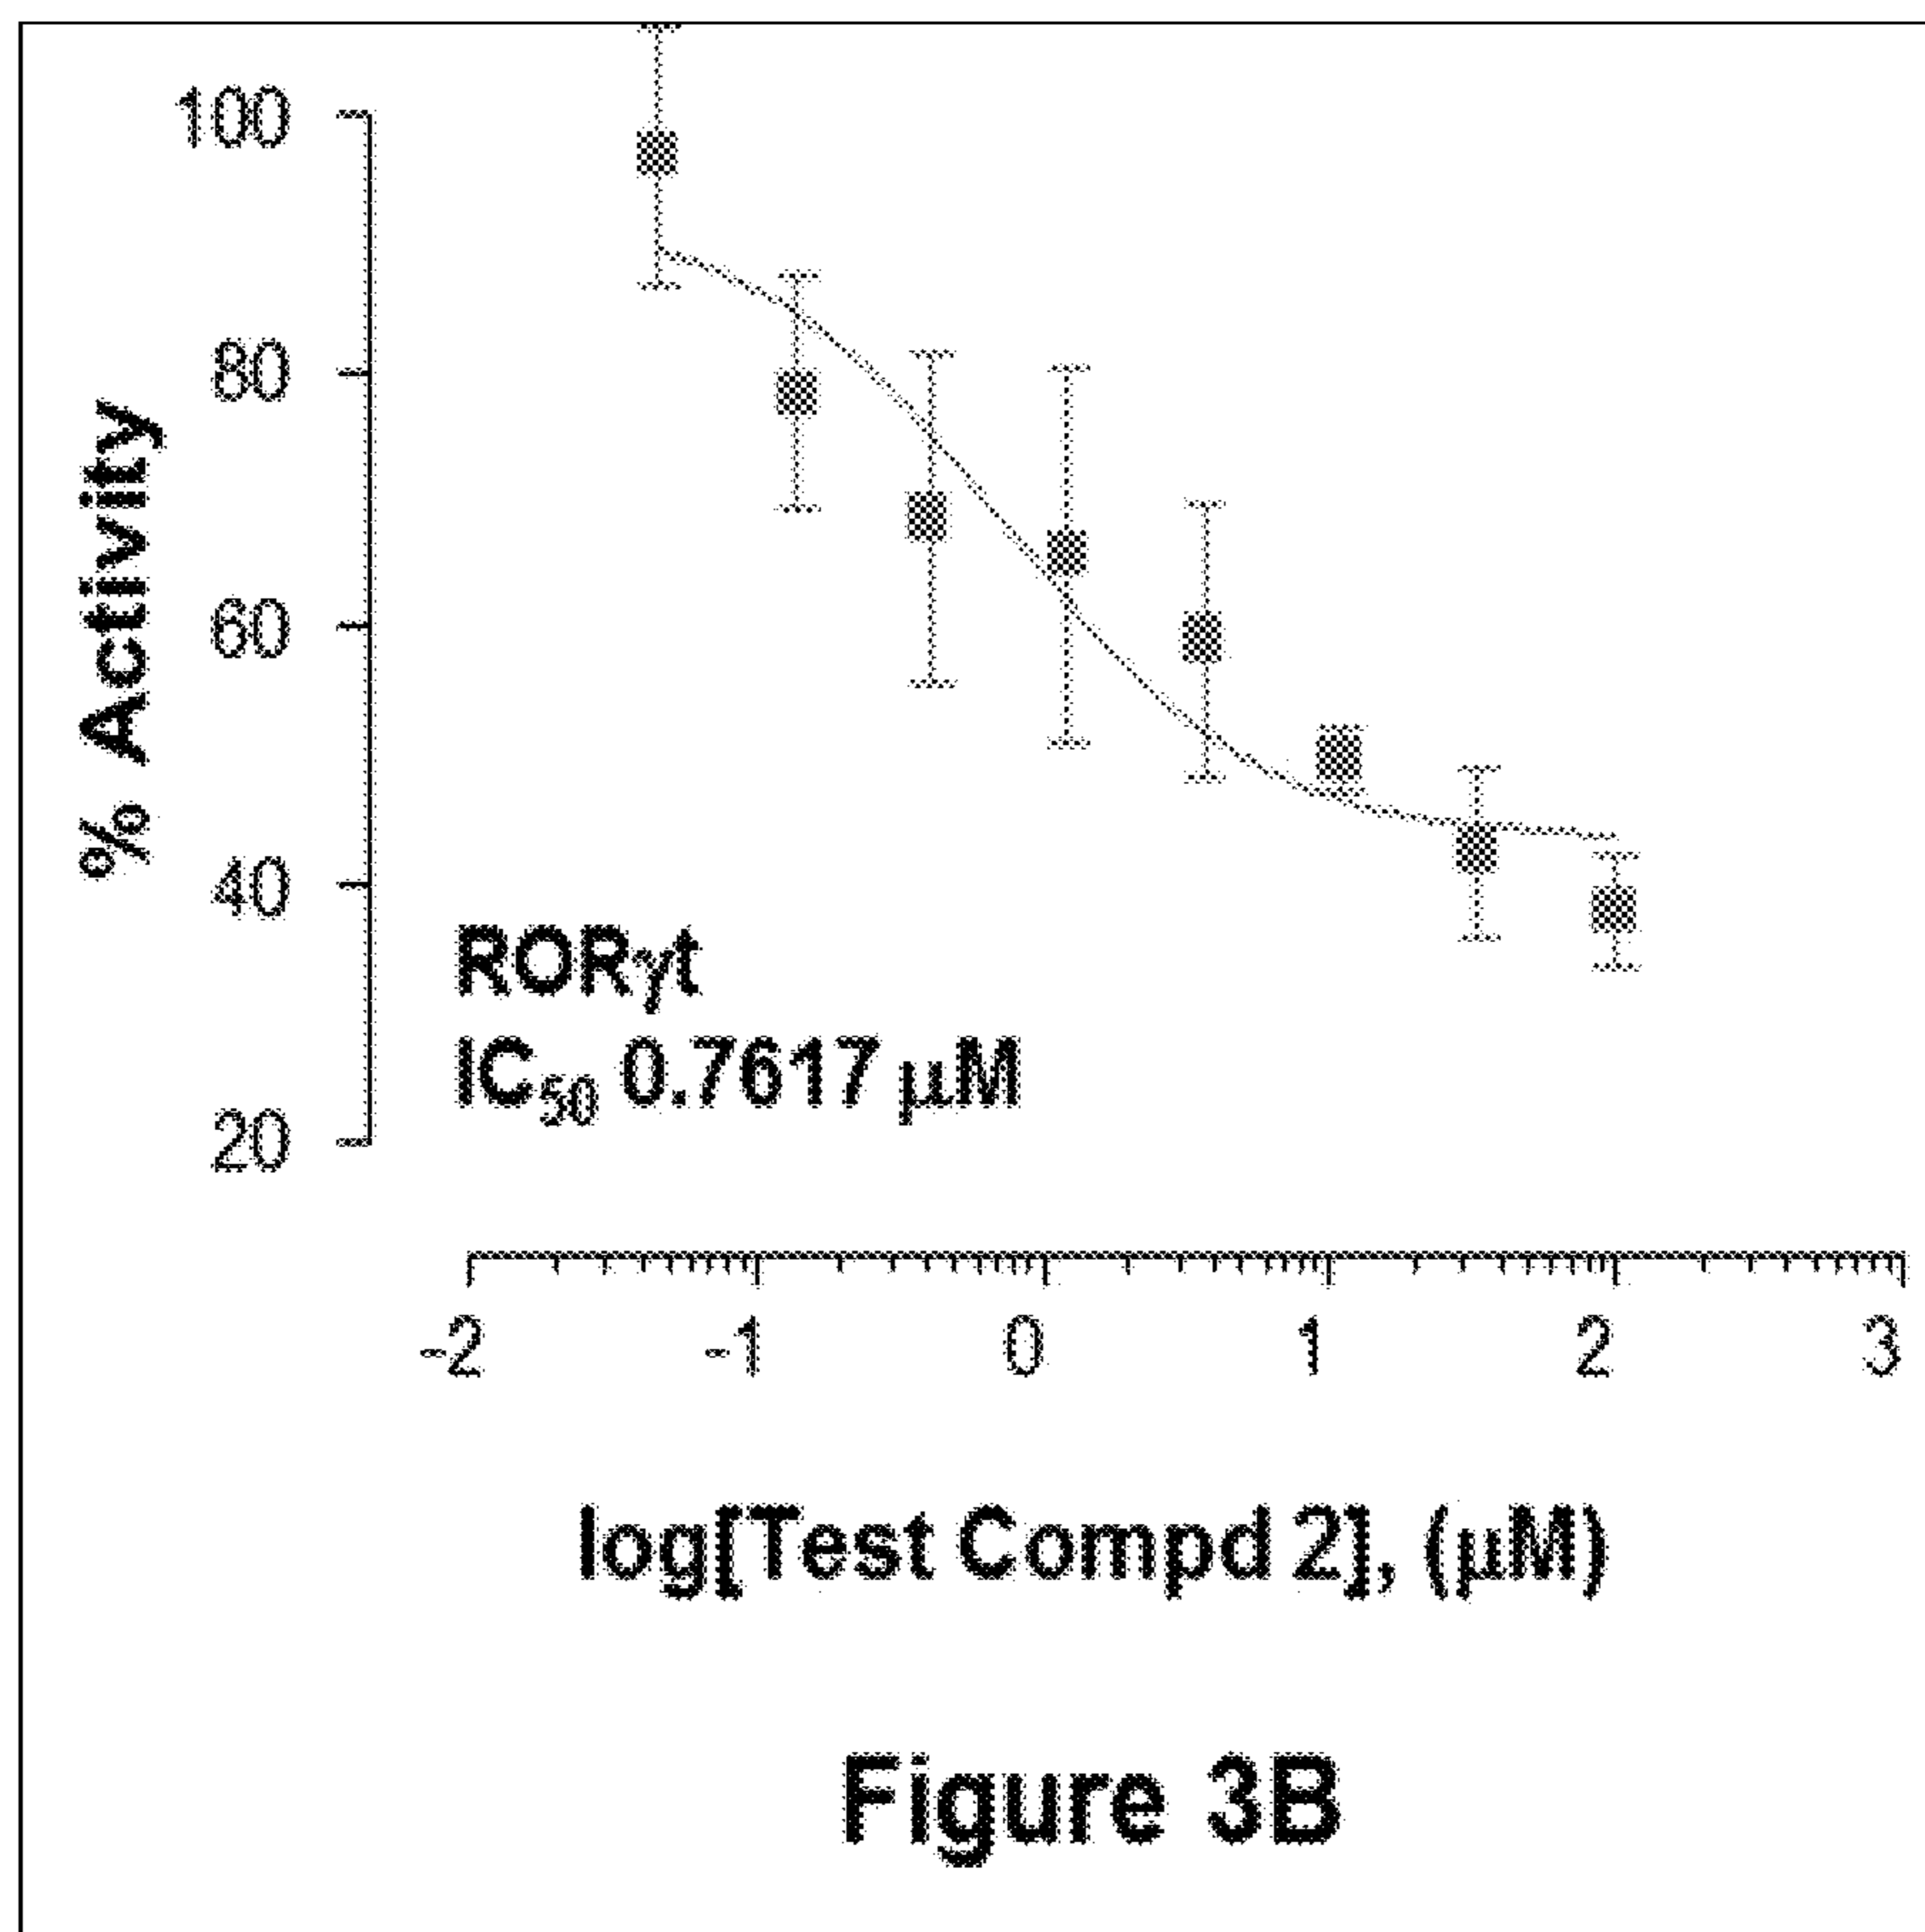 100
80
60
40
20
% Activity
RORγt
IC₅₀ 0.7617 μM
-2 -1 0 1 2 3
log[Test Compd 2], (μM)
Figure 3B